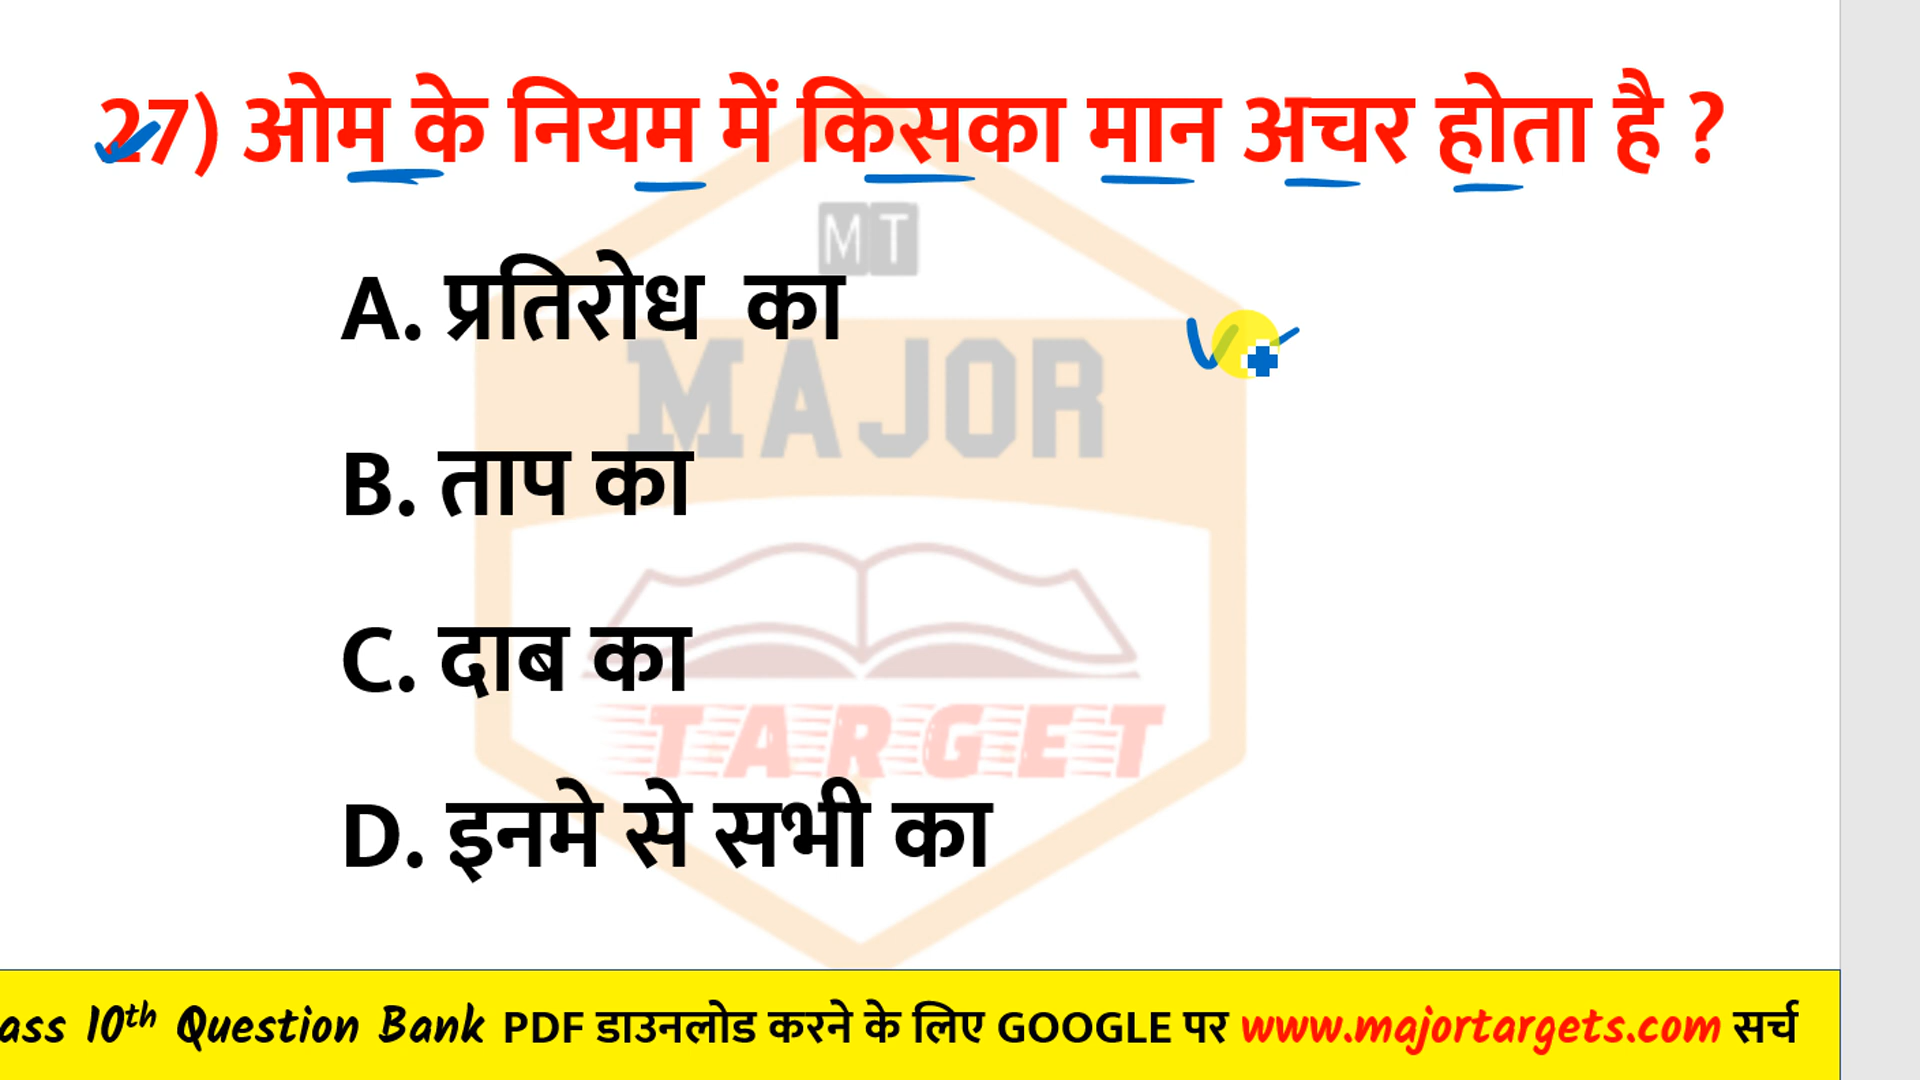 27) ओम के नियम में किसका मान अचर होता है ?
MT
A. प्रतिरोध का
MAJOR
B. ताप का
C. दाब का
TARGET
D. इनमे से सभी का
ass 10th Question Bank PDF डाउनलोड करने के लिए GOOGLE पर www.majortargets.com सर्च